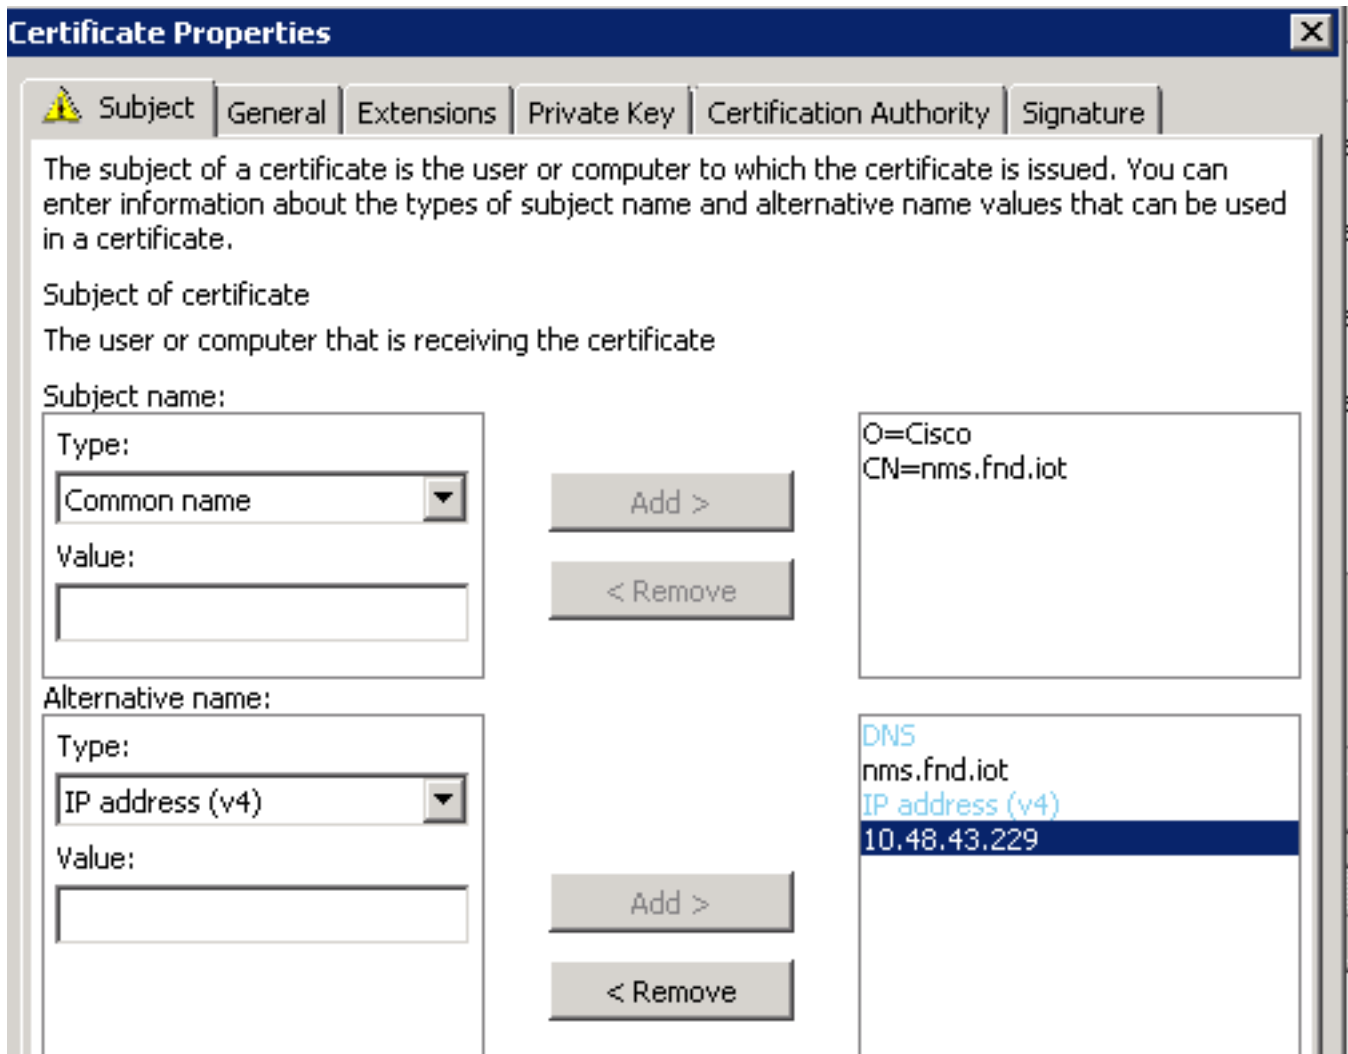 Certificate Properties
Subject
General
Extensions
Private Key
Certification Authority
Signature
The subject of a certificate is the user or computer to which the certificate is issued. You can
enter information about the types of subject name and alternative name values that can be used
in a certificate.
Subject of certificate
The user or computer that is receiving the certificate
Subject name:
Type:
Common name
Value:
Add >
< Remove
O=Cisco
CN=nms.fnd.iot
Alternative name:
Type:
IP address (v4)
Value:
Add >
< Remove
DNS
nms.fnd.iot
IP address (v4)
10.48.43.229